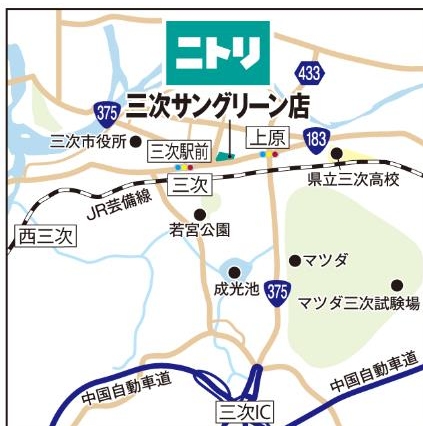 ニトリ
三次サングリーン店
433
375
三次市役所
三次駅前
上原
183
三次
県立三次高校
JR芸備線
西三次
若宮公園
マツダ
成光池
375
マツダ三次試験場
中国自動車道
中国自動車道
三次IC